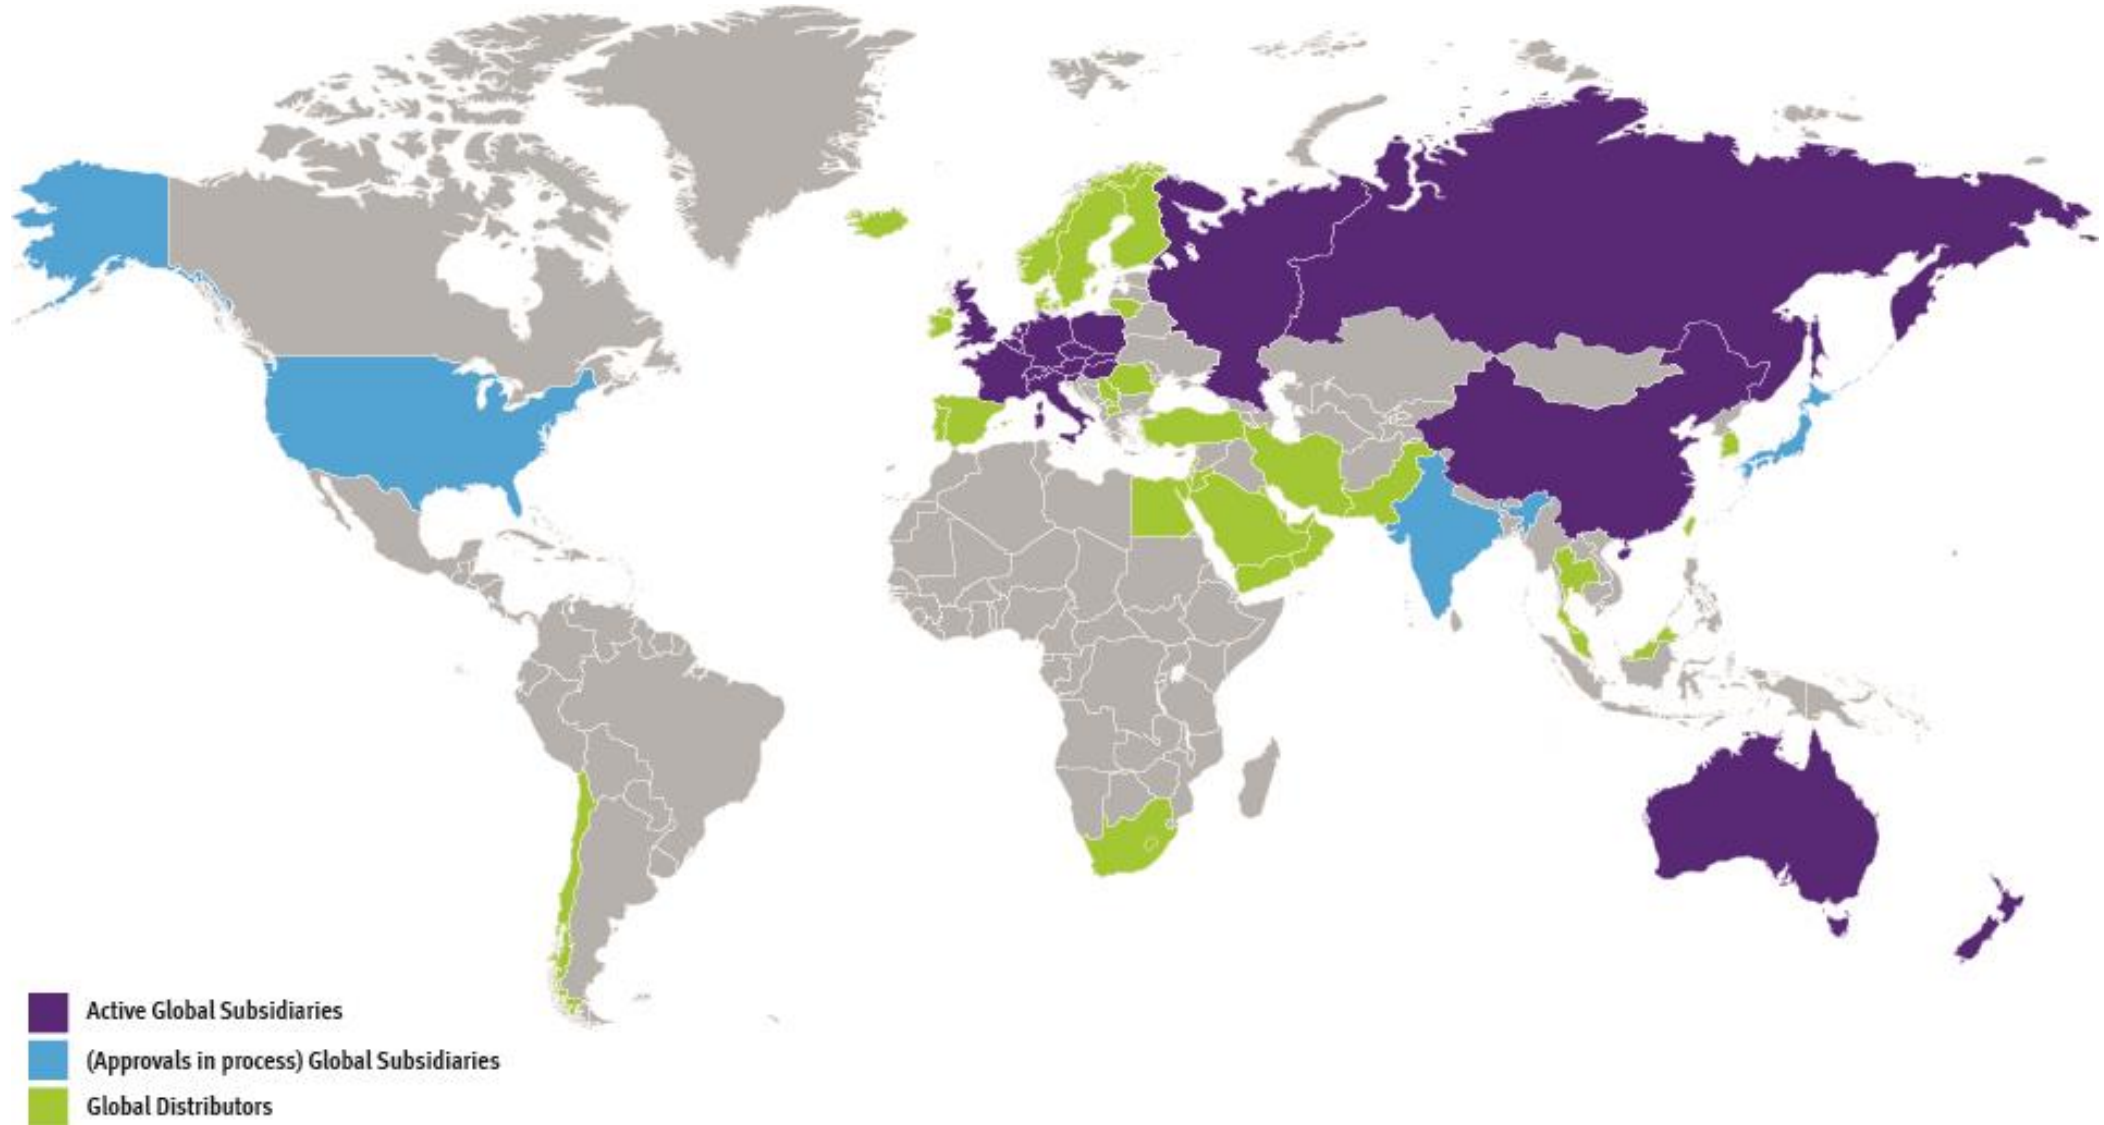 Active Global Subsidiaries
(Approvals in process) Global Subsidiaries
Global Distributors